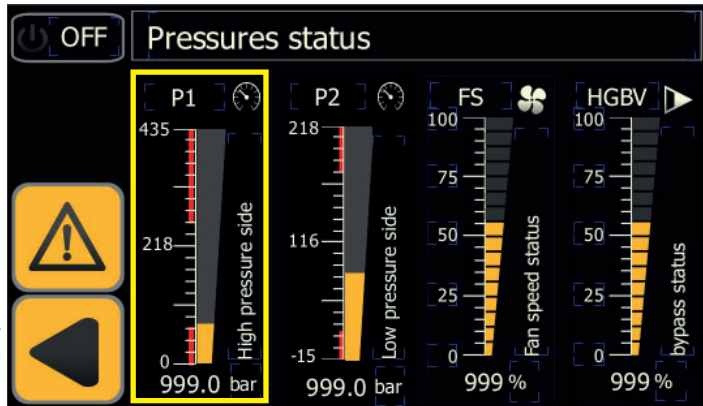 OFF
Pressures status
P1
435
218
0
High pressure side
999.0 bar
P2
218
116
-15
Low pressure side
999.0 bar
FS
100
75
50
25
0
Fan speed status
999 %
HGBV
100
75
50
25
0
bypass status
999 %